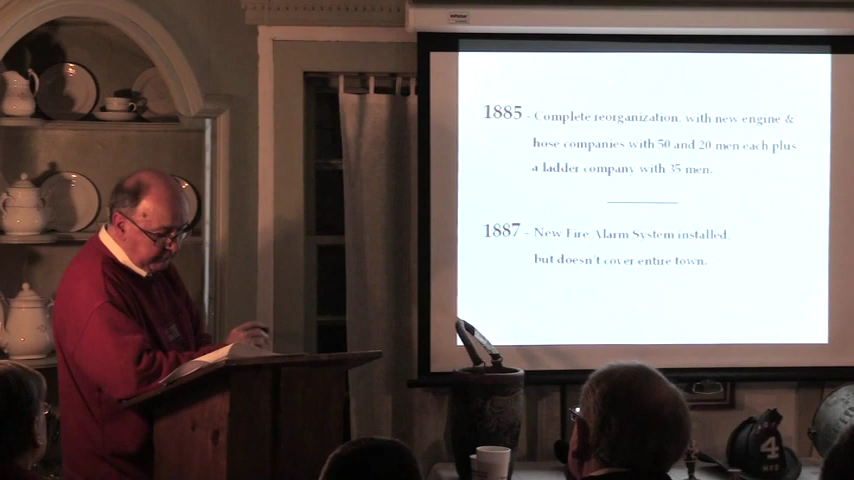 1885 - Complete reorganization, with new engine &
hose companies with 50 and 20 men each plus
a ladder company with 35 men.
1887 - New Fire Alarm System installed,
but doesn't cover entire town.
4